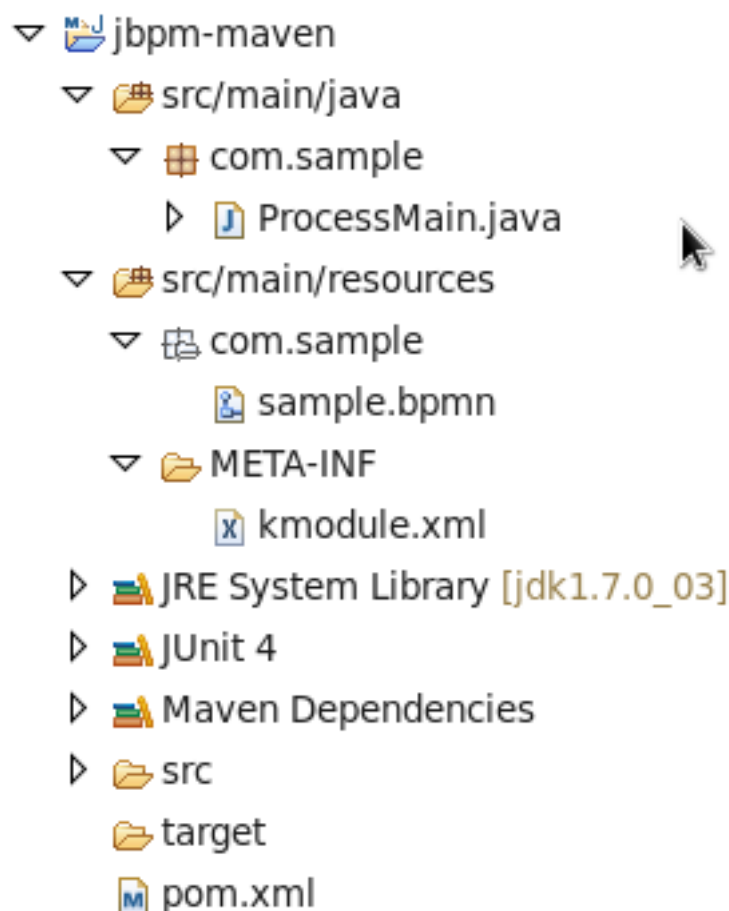 jbpm-maven
src/main/java
com.sample
ProcessMain.java
src/main/resources
com.sample
sample.bpmn
META-INF
kmodule.xml
JRE System Library [jdk1.7.0_03]
JUnit 4
Maven Dependencies
src
target
pom.xml